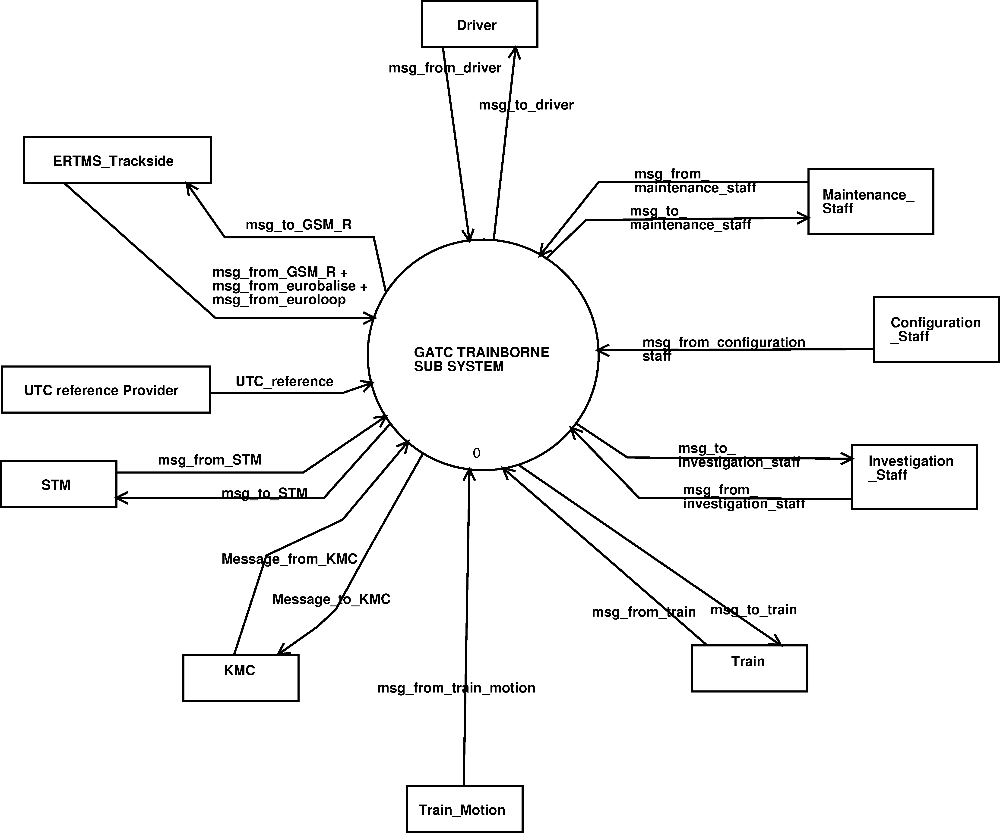 Driver
msg_from_driver
msg_to_driver
ERTMS_Trackside
msg_to_GSM_R
msg_from_GSM_R +
msg_from_eurobalise +
msg_from_euroloop
msg_from_
maintenance_staff
msg_to_
maintenance_staff
Maintenance_
Staff
Configuration
_Staff
msg_from_configuration
staff
GATC TRAINBORNE
SUB SYSTEM
0
UTC reference Provider
UTC_reference
STM
msg_from_STM
msg_to_STM
msg_to_
investigation_staff
msg_from_
investigation_staff
Investigation
_Staff
Message_from_KMC
Message_to_KMC
KMC
msg_from_train
msg_to_train
Train
msg_from_train_motion
Train_Motion